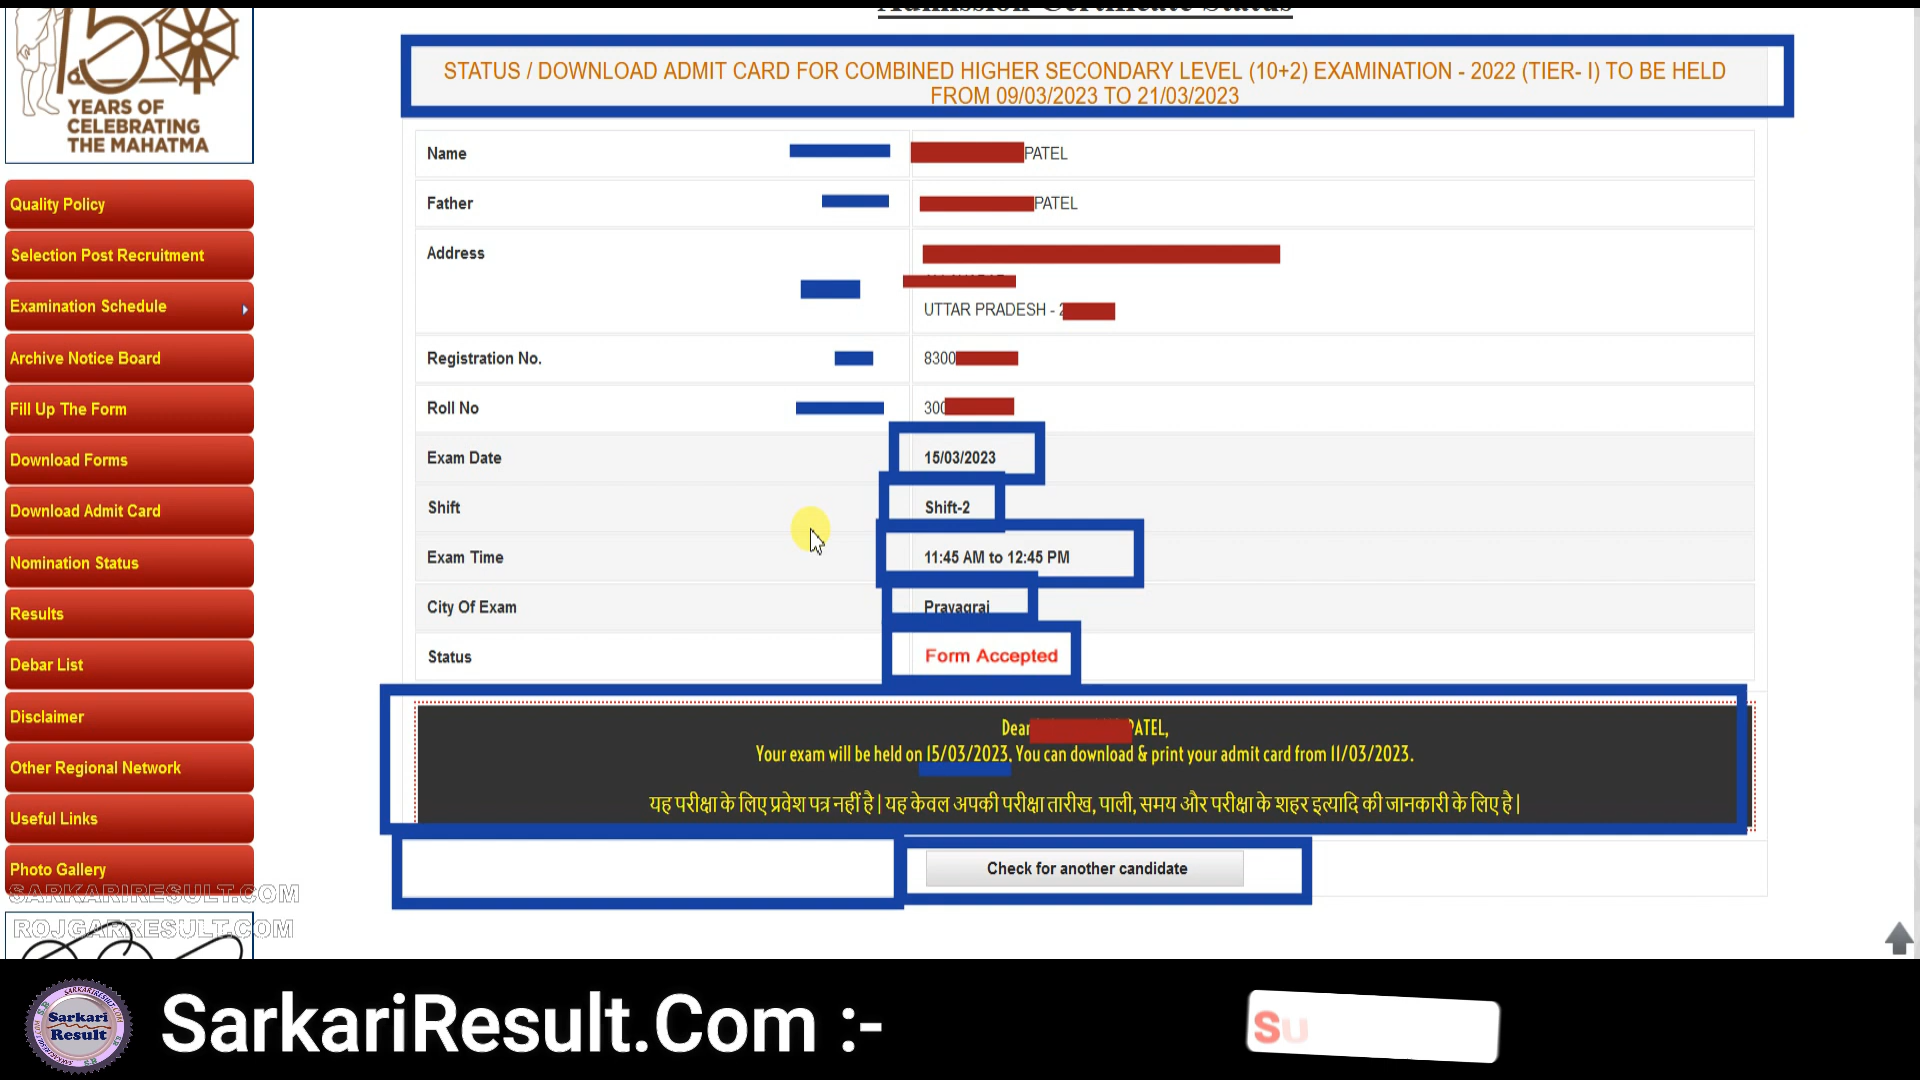 Admission Certificate Status
150
YEARS OF
CELEBRATING
THE MAHATMA
Quality Policy
Selection Post Recruitment
Examination Schedule
Archive Notice Board
Fill Up The Form
Download Forms
Download Admit Card
Nomination Status
Results
Debar List
Disclaimer
Other Regional Network
Useful Links
Photo Gallery
SARKARIRESULT.COM
ROJGARRESULT.COM
STATUS / DOWNLOAD ADMIT CARD FOR COMBINED HIGHER SECONDARY LEVEL (10+2) EXAMINATION - 2022 (TIER- I) TO BE HELD
FROM 09/03/2023 TO 21/03/2023
Name PATEL
Father PATEL
Address
UTTAR PRADESH - 2
Registration No. 8300
Roll No 300
Exam Date 15/03/2023
Shift Shift-2
Exam Time 11:45 AM to 12:45 PM
City Of Exam Prayagraj
Status Form Accepted
Dear PATEL,
Your exam will be held on 15/03/2023. You can download & print your admit card from 11/03/2023.
यह परीक्षा के लिए प्रवेश पत्र नहीं है | यह केवल अपकी परीक्षा तारीख, पाली, समय और परीक्षा के शहर इत्यादि की जानकारी के लिए है |
Check for another candidate
Sarkari
Result
SarkariResult.Com :-
Su